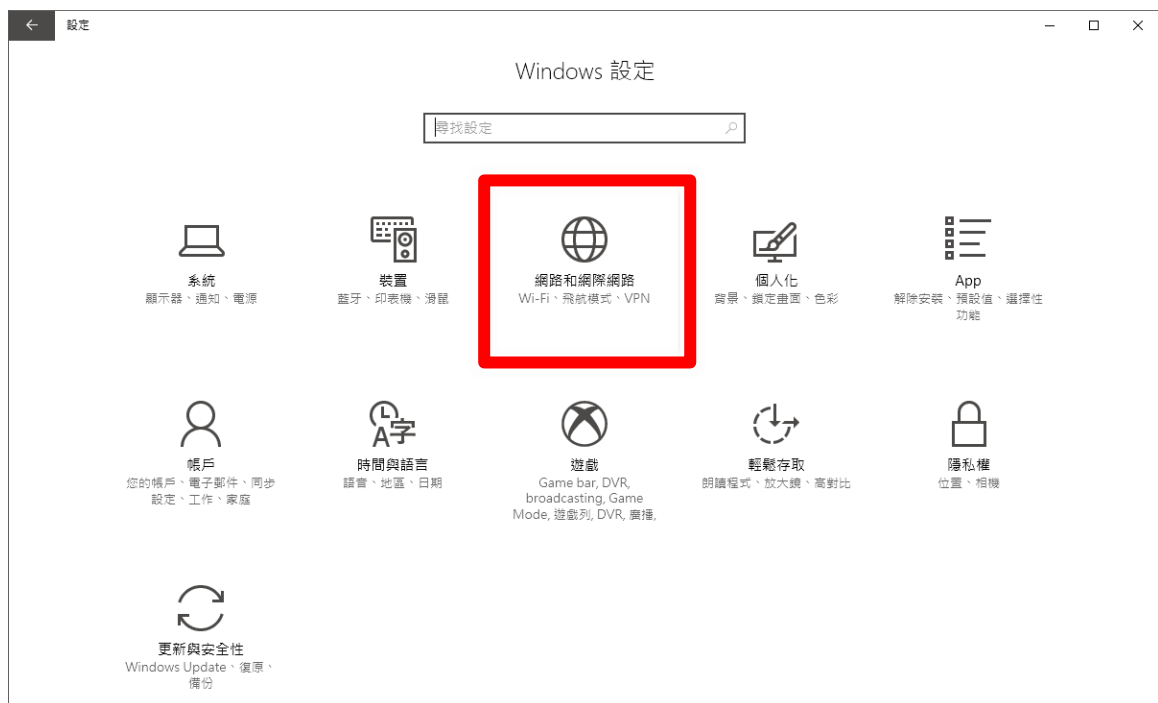 設定
Windows 設定
尋找設定
系統
顯示器、通知、電源
裝置
藍牙、印表機、滑鼠
網路和網際網路
Wi-Fi、飛航模式、VPN
個人化
背景、鎖定畫面、色彩
App
解除安裝、預設值、選擇性
功能
帳戶
您的帳戶、電子郵件、同步
設定、工作、家庭
時間與語言
語音、地區、日期
遊戲
Game bar, DVR,
broadcasting, Game
Mode, 遊戲列, DVR, 廣播,
輕鬆存取
朗讀程式、放大鏡、高對比
隱私權
位置、相機
更新與安全性
Windows Update、復原、
備份